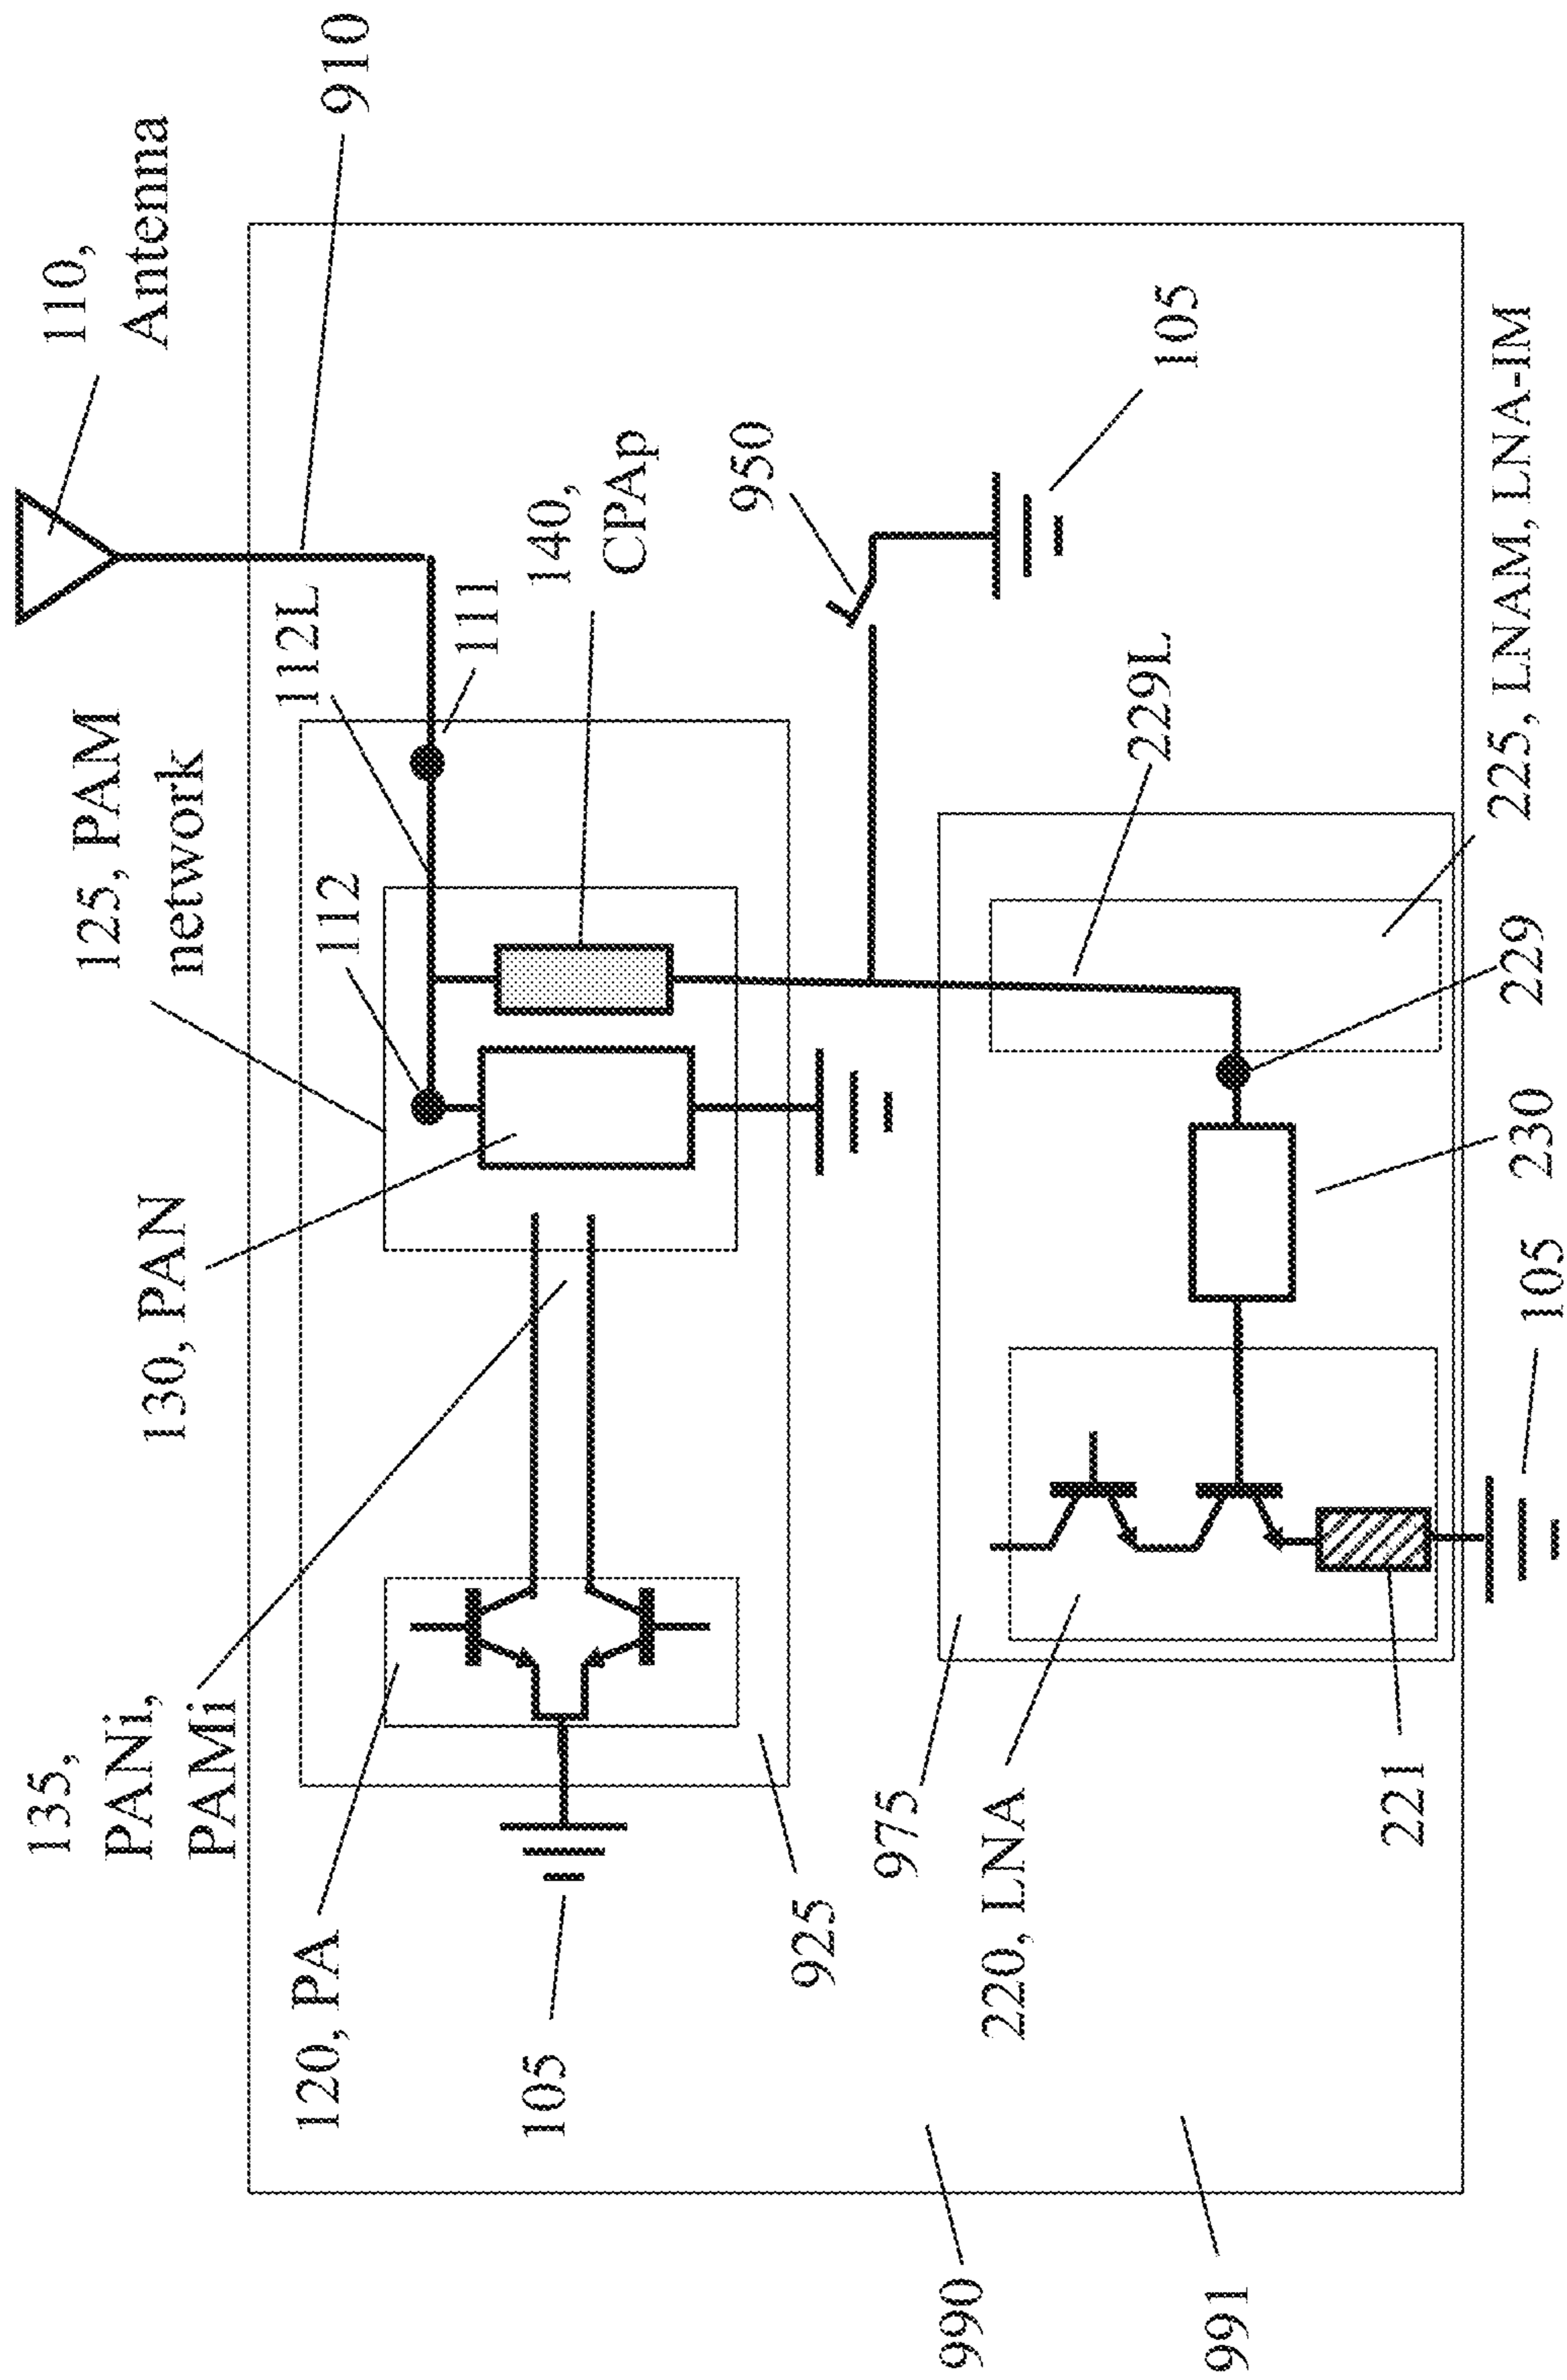 135,
PANi,
PAMi
130, PAN
125, PAM
network
110,
Antenna
910
120, PA
112
112L
111
140,
CPAp
105
950
105
925
975
220, LNA
229L
221
105
230
229
225, LNAM, LNA-IM
990
991